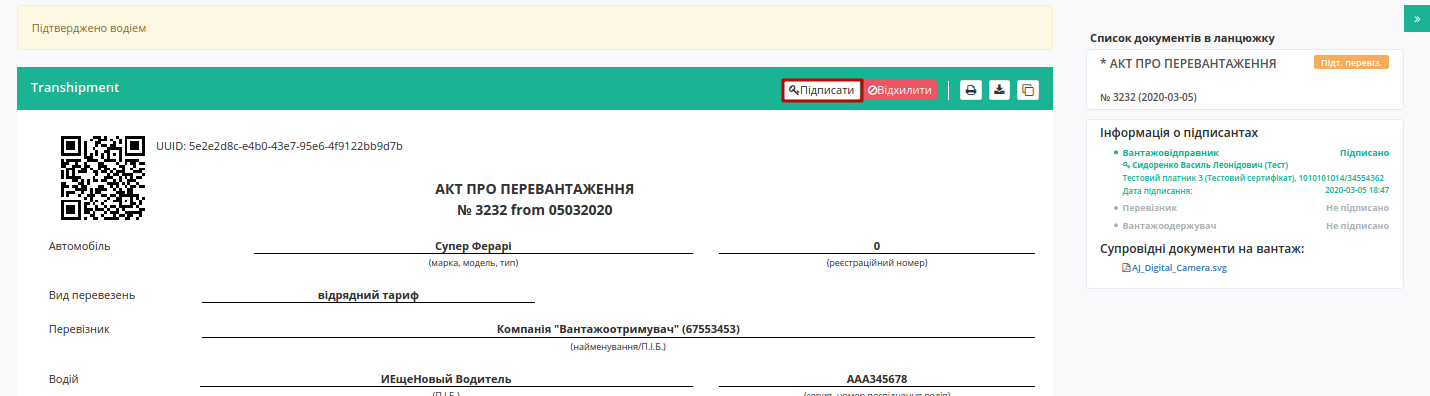 Підтверджено водієм
Transhipment
Підписати
Відхилити
UUID: 5e2e2d8c-e4b0-43e7-95e6-4f9122bb9d7b
АКТ ПРО ПЕРЕВАНТАЖЕННЯ
№ 3232 from 05032020
Автомобіль Супер Ферарі 0
(марка, модель, тип) (реєстраційний номер)
Вид перевезень відрядний тариф
Перевізник Компанія "Вантажоотримувач" (67553453)
(найменування/П.І.Б.)
Водій ИЕщеНовый Водитель AAA345678
(П.І.Б.) (серия, номер посвідчення водія)
Список документів в ланцюжку
* АКТ ПРО ПЕРЕВАНТАЖЕННЯ Підт. перевіз.
№ 3232 (2020-03-05)
Інформація о підписантах
Вантажовідправник Підписано
Сидоренко Василь Леонідович (Тест)
Тестовий платник 3 (Тестовий сертифікат), 1010101014/34554362
Дата підписання: 2020-03-05 18:47
Перевізник Не підписано
Вантажоодержувач Не підписано
Супровідні документи на вантаж:
AJ_Digital_Camera.svg